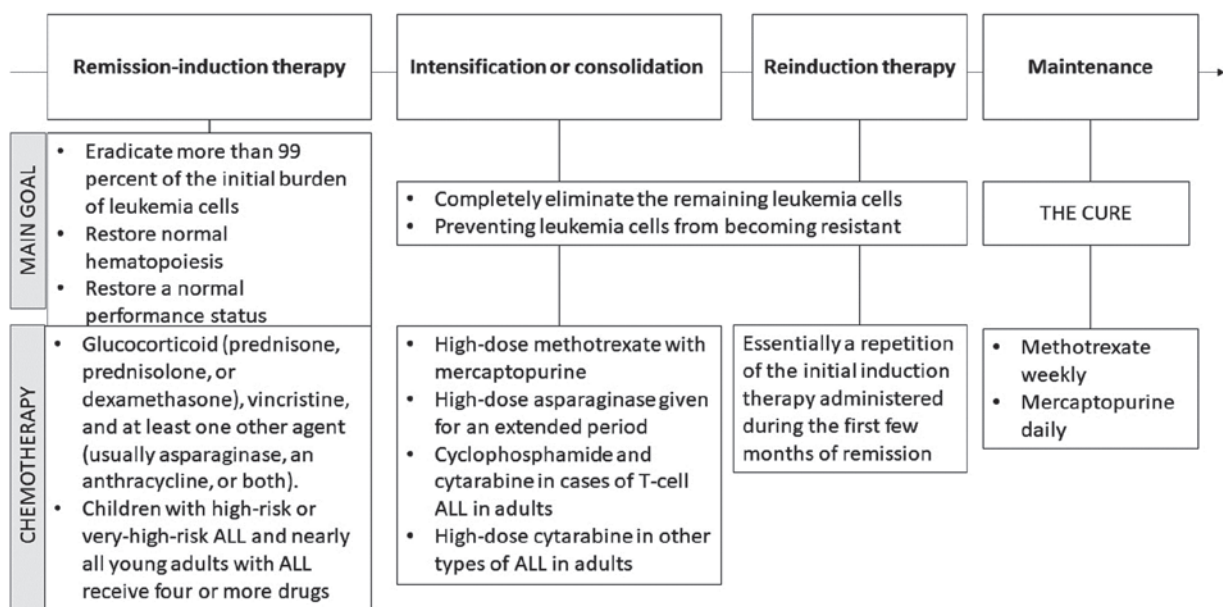 Remission-induction therapy
Intensification or consolidation
Reinduction therapy
Maintenance
MAIN GOAL
• Eradicate more than 99
percent of the initial burden
of leukemia cells
• Restore normal
hematopoiesis
• Restore a normal
performance status
• Completely eliminate the remaining leukemia cells
• Preventing leukemia cells from becoming resistant
THE CURE
CHEMOTHERAPY
• Glucocorticoid (prednisone,
prednisolone, or
dexamethasone), vincristine,
and at least one other agent
(usually asparaginase, an
anthracycline, or both).
• Children with high-risk or
very-high-risk ALL and nearly
all young adults with ALL
receive four or more drugs
• High-dose methotrexate with
mercaptopurine
• High-dose asparaginase given
for an extended period
• Cyclophosphamide and
cytarabine in cases of T-cell
ALL in adults
• High-dose cytarabine in other
types of ALL in adults
Essentially a repetition
of the initial induction
therapy administered
during the first few
months of remission
• Methotrexate
weekly
• Mercaptopurine
daily